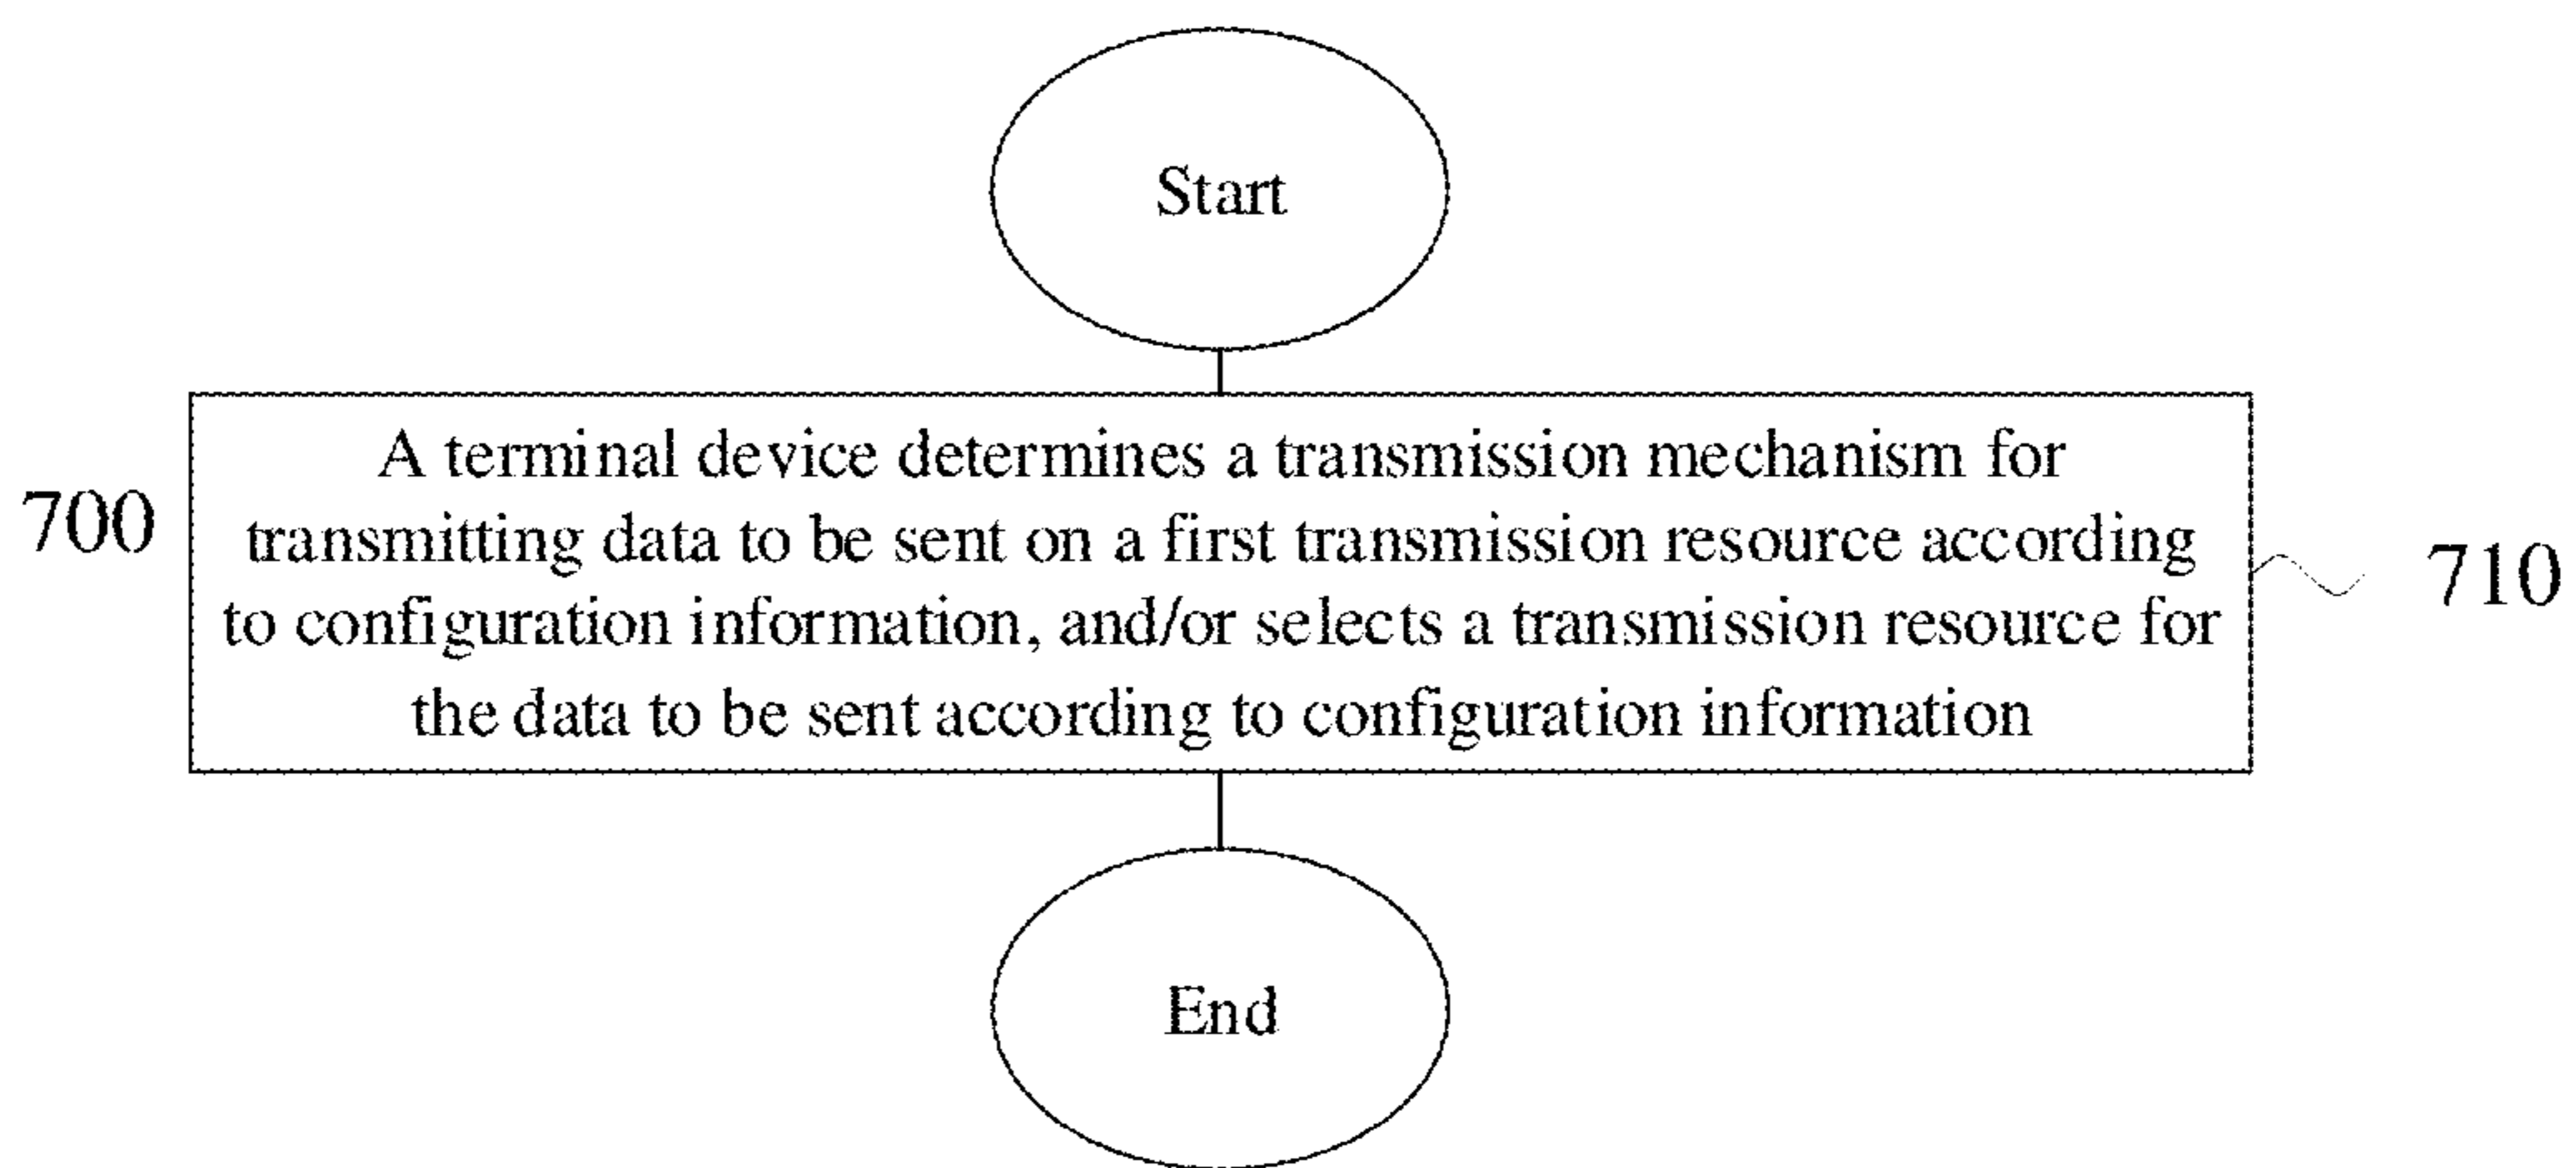 Start
A terminal device determines a transmission mechanism for
700
transmitting data to be sent on a first transmission resource according
710
to configuration information, and/or selects a transmission resource for
the data to be sent according to configuration information
End